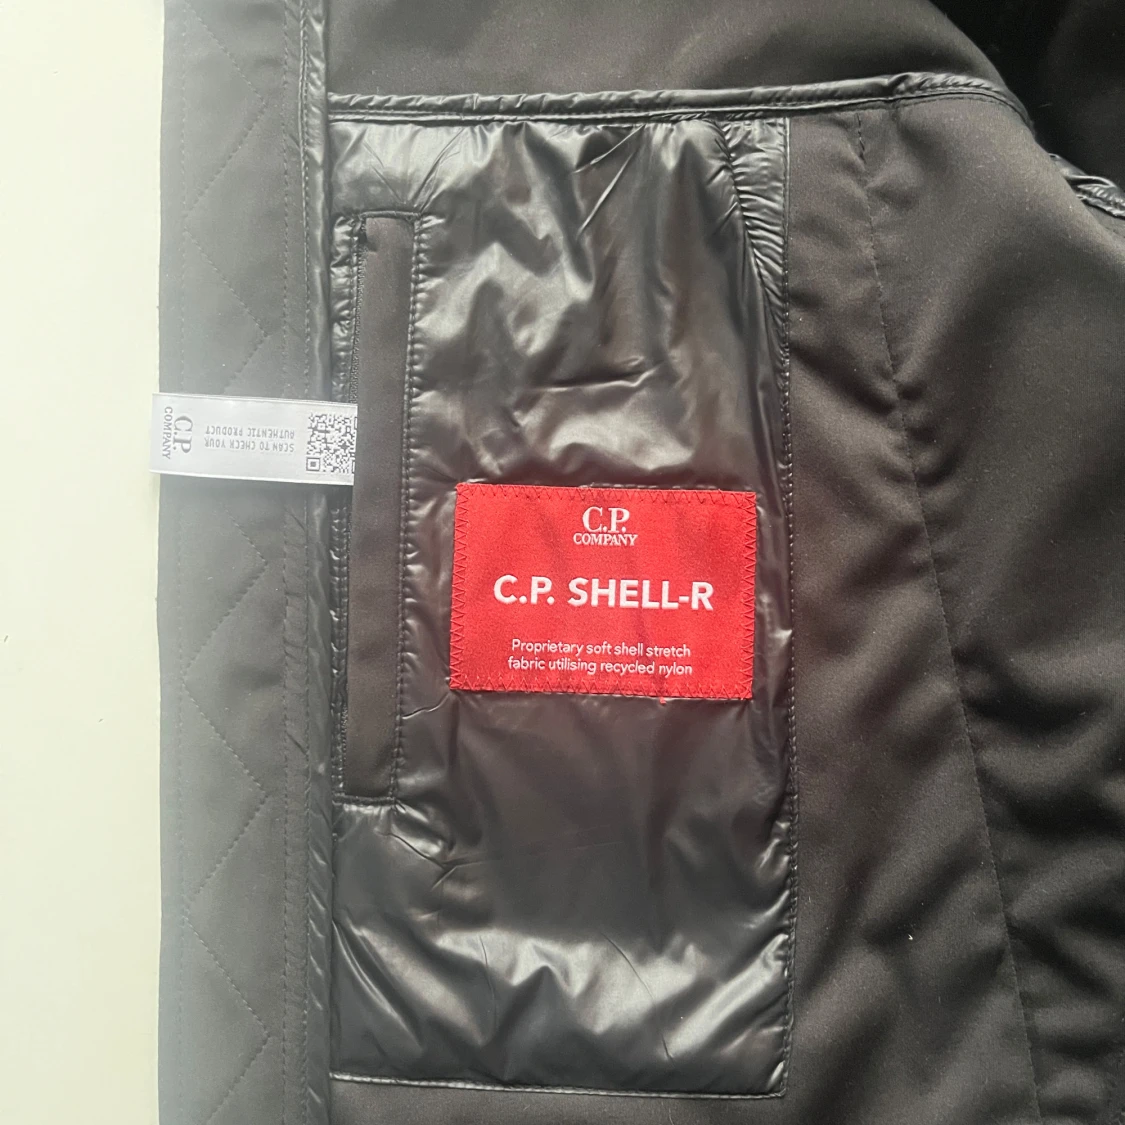 C.P.
COMPANY
C.P. SHELL-R
Proprietary soft shell stretch
fabric utilising recycled nylon
C.P.
COMPANY
SCAN TO CHECK YOUR
AUTHENTIC PRODUCT